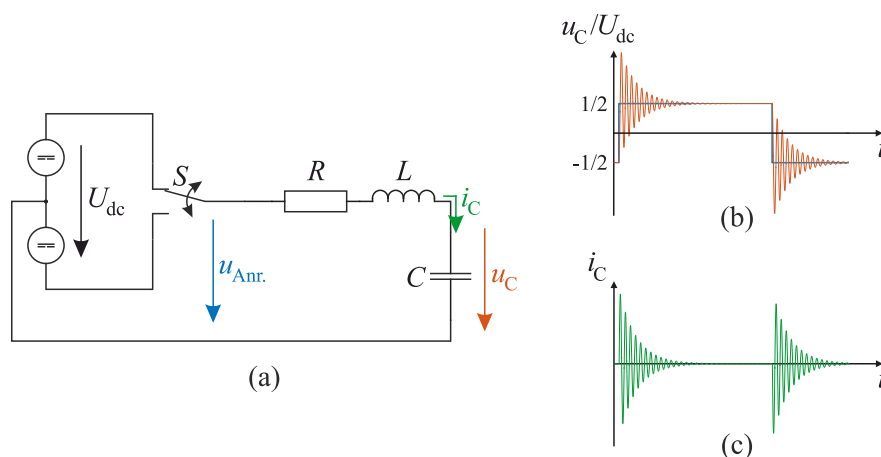 u_C/U_dc
1/2
-1/2
t
(b)
S
R
L
i_C
U_dc
u_Anr.
C
u_C
(a)
i_C
t
(c)